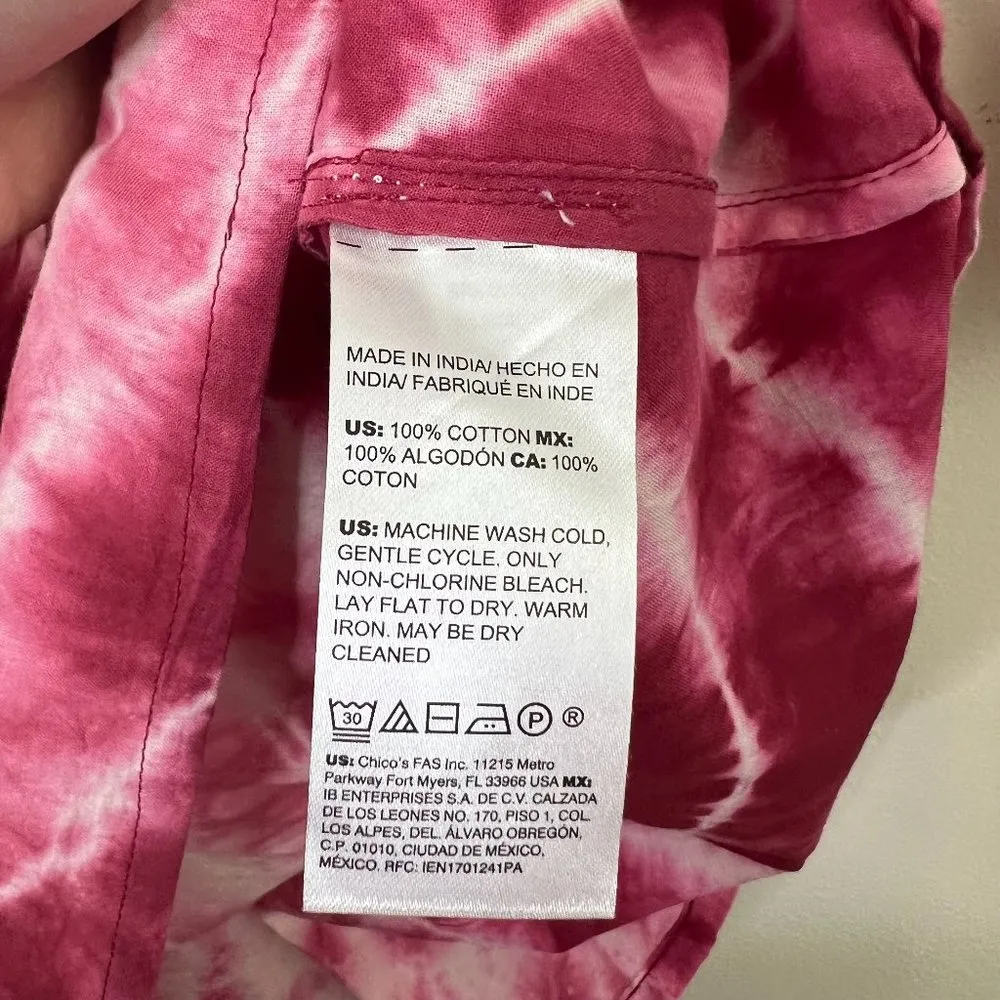 MADE IN INDIA/ HECHO EN
INDIA/ FABRIQUÉ EN INDE
US: 100% COTTON MX:
100% ALGODÓN CA: 100%
COTON
US: MACHINE WASH COLD,
GENTLE CYCLE. ONLY
NON-CHLORINE BLEACH.
LAY FLAT TO DRY. WARM
IRON. MAY BE DRY
CLEANED
30 P ®
US: Chico's FAS Inc. 11215 Metro
Parkway Fort Myers, FL 33966 USA MX:
IB ENTERPRISES S.A. DE C.V. CALZADA
DE LOS LEONES NO. 170, PISO 1, COL.
LOS ALPES, DEL. ÁLVARO OBREGÓN,
C.P. 01010, CIUDAD DE MÉXICO,
MÉXICO. RFC: IEN1701241PA